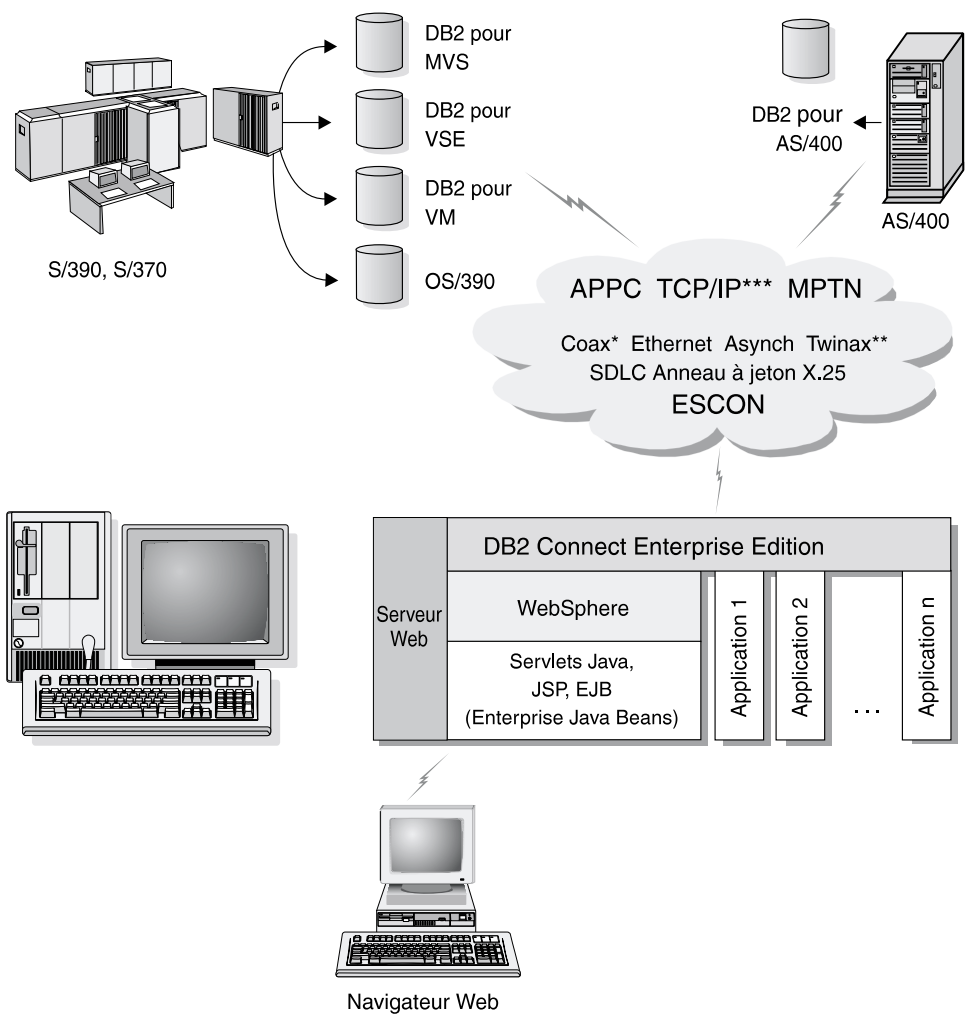 DB2 pour
MVS
DB2 pour
VSE
DB2 pour
VM
OS/390
S/390, S/370
DB2 pour
AS/400
AS/400
APPC TCP/IP*** MPTN
Coax* Ethernet Asynch Twinax**
SDLC Anneau à jeton X.25
ESCON
DB2 Connect Enterprise Edition
Serveur
Web
WebSphere
Servlets Java,
JSP, EJB
(Enterprise Java Beans)
Application 1
Application 2
...
Application n
Navigateur Web